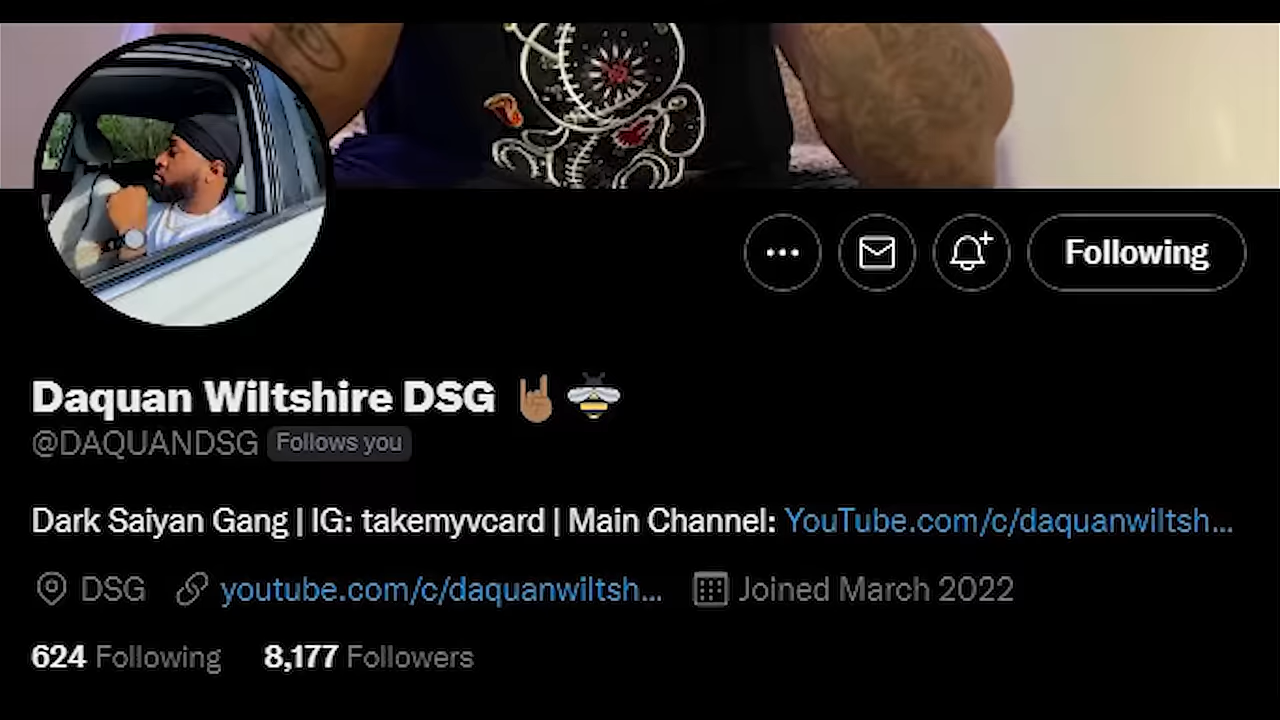 Following
Daquan Wiltshire DSG 🤘🏽 🐝
@DAQUANDSG Follows you
Dark Saiyan Gang | IG: takemyvcard | Main Channel: YouTube.com/c/daquanwiltsh...
DSG youtube.com/c/daquanwiltsh... Joined March 2022
624 Following 8,177 Followers